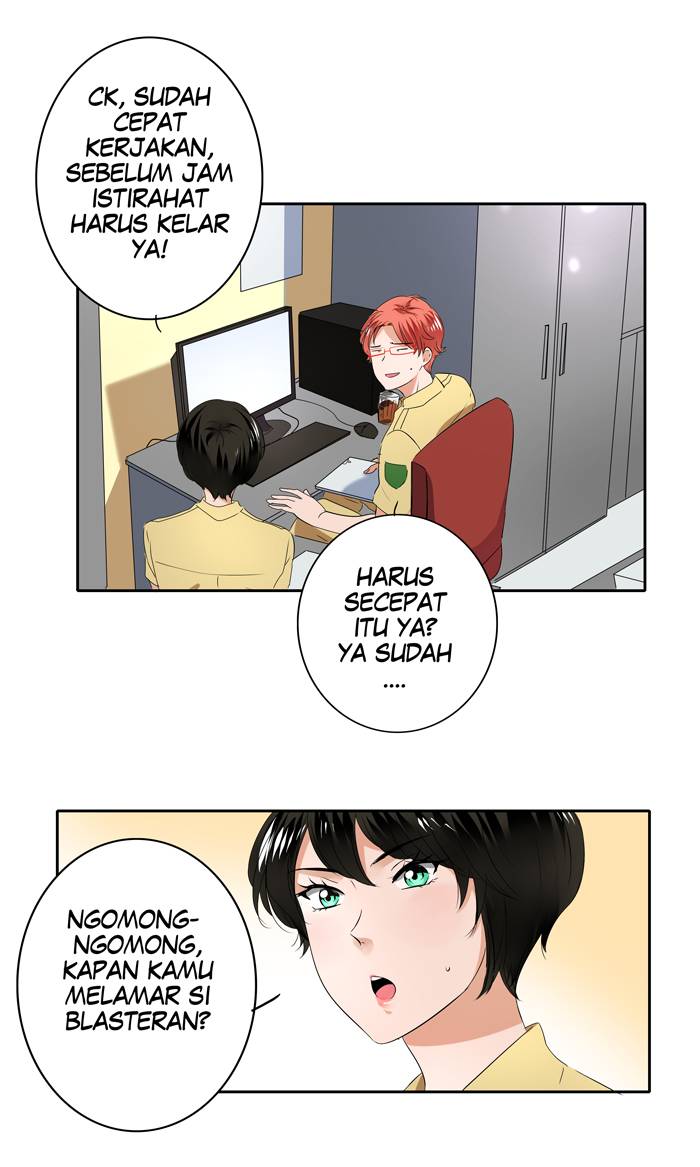 CK, SUDAH
CEPAT
KERJAKAN,
SEBELUM JAM
ISTIRAHAT
HARUS KELAR
YA!
HARUS
SECEPAT
ITU YA?
YA SUDAH
....
NGOMONG-
NGOMONG,
KAPAN KAMU
MELAMAR SI
BLASTERAN?